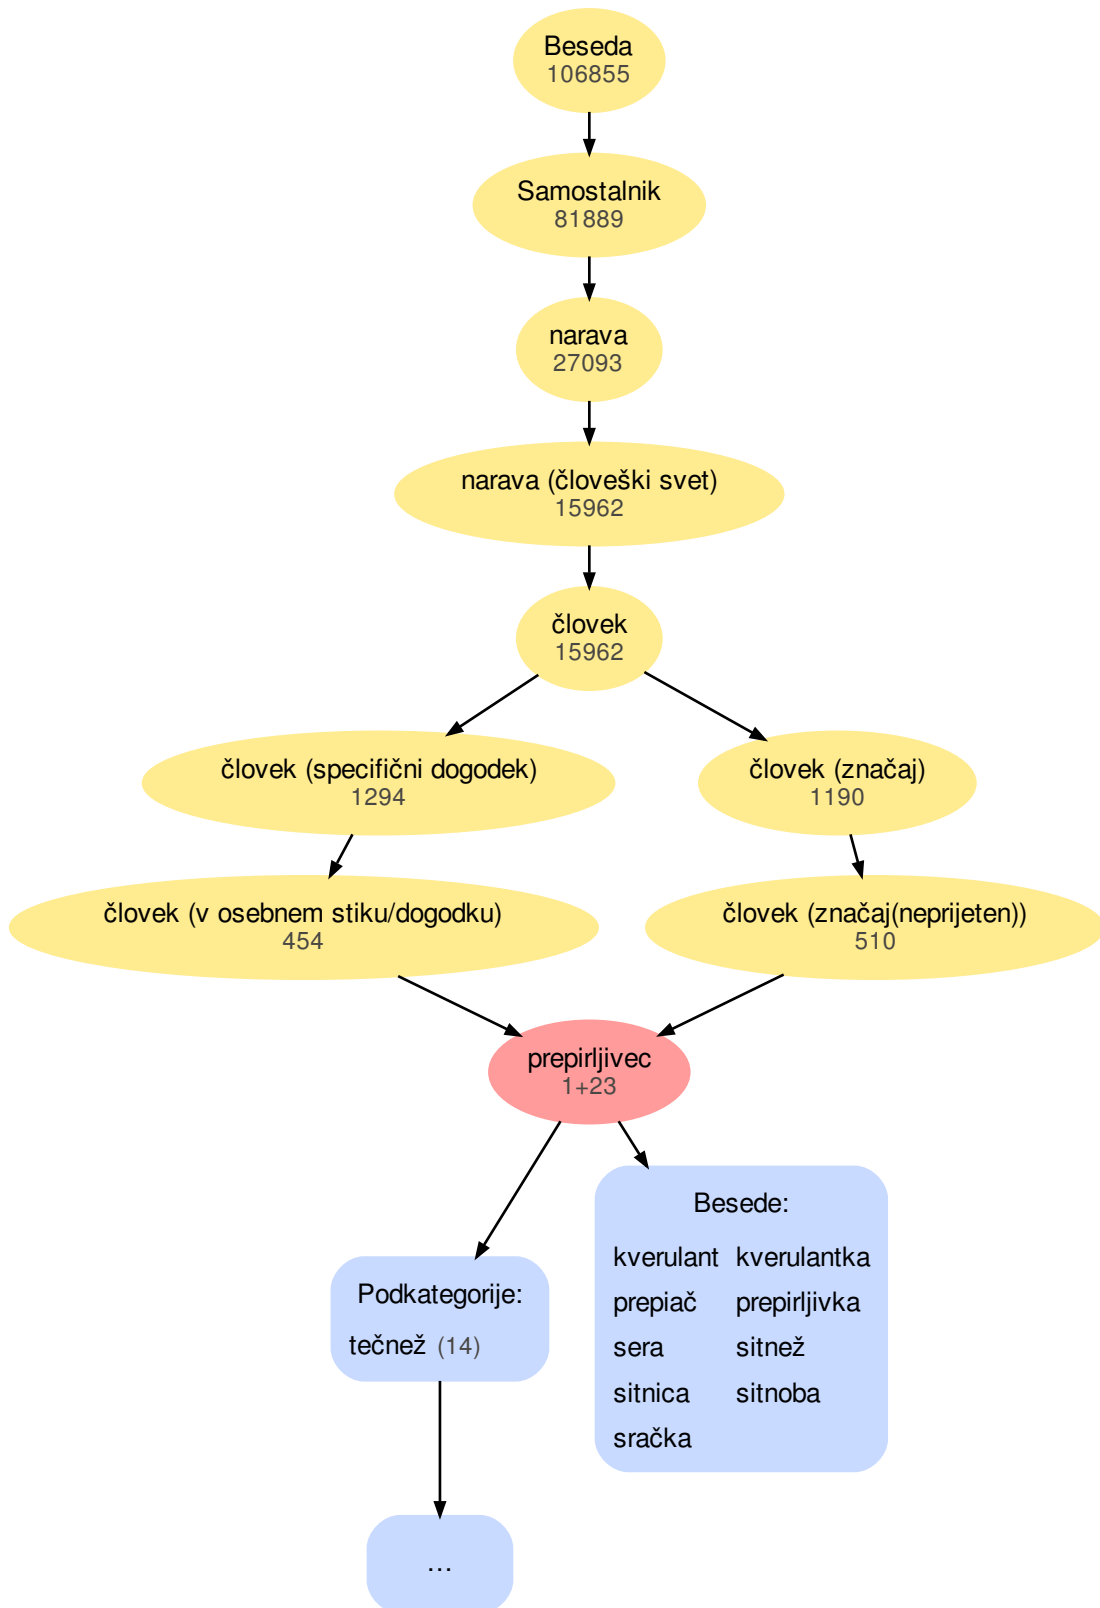 Beseda
106855
Samostalnik
81889
narava
27093
narava (človeški svet)
15962
človek
15962
človek (specifični dogodek)
1294
človek (značaj)
1190
človek (v osebnem stiku/dogodku)
454
človek (značaj(neprijeten))
510
prepirljivec
1+23
Besede:
kverulant kverulantka
prepiač prepirljivka
sera sitnež
sitnica sitnoba
sračka
Podkategorije:
tečnež (14)
...